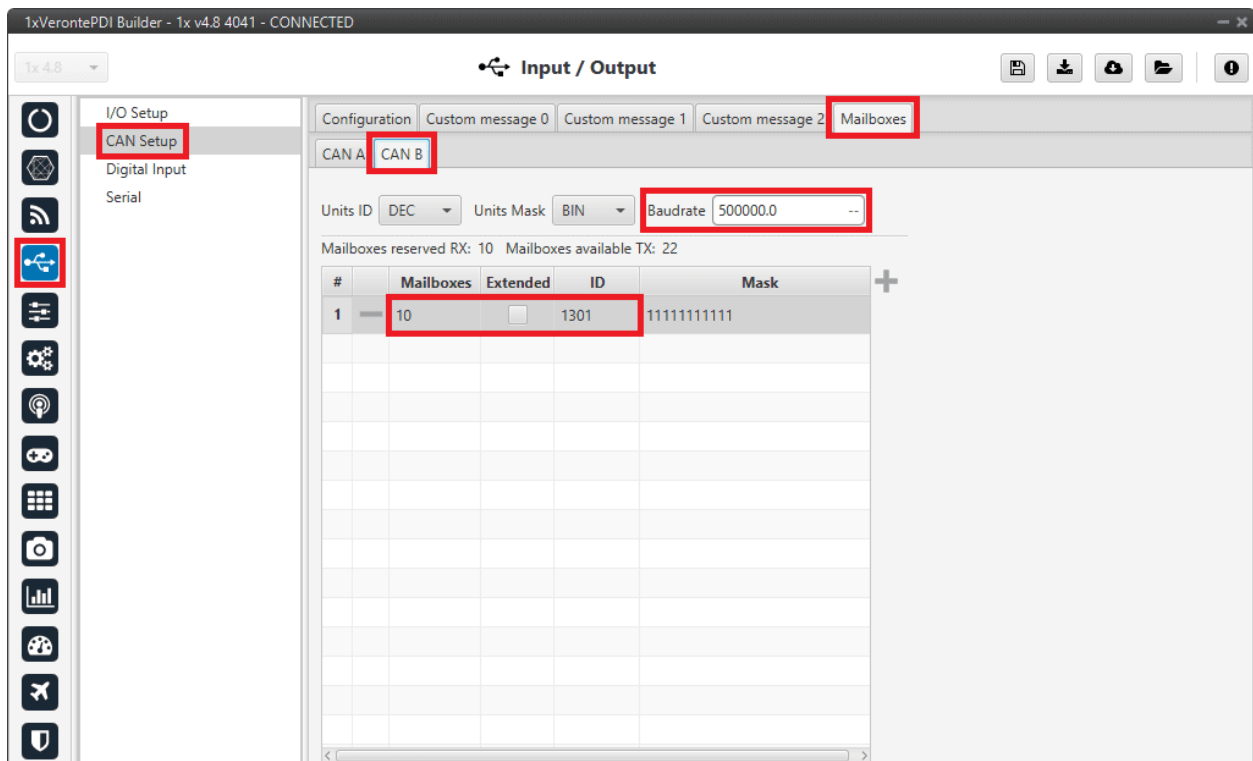 1xVerontePDI Builder - 1x v4.8 4041 - CONNECTED
1x 4.8
Input / Output
I/O Setup
CAN Setup
Digital Input
Serial
Configuration Custom message 0 Custom message 1 Custom message 2 Mailboxes
CAN A CAN B
Units ID DEC Units Mask BIN Baudrate 500000.0 --
Mailboxes reserved RX: 10 Mailboxes available TX: 22
# Mailboxes Extended ID Mask
1 10 1301 11111111111